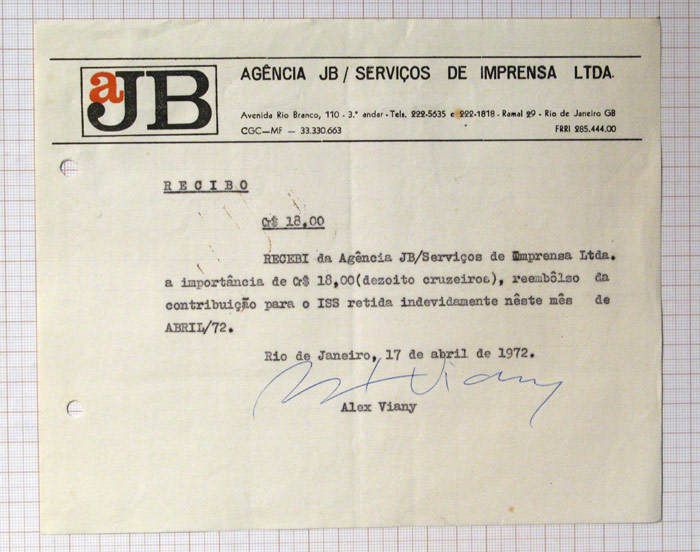 aJB
AGÊNCIA JB / SERVIÇOS DE IMPRENSA LTDA.
Avenida Rio Branco, 110 - 3.º andar - Tels. 222-5635 e 222-1818 - Ramal 29 - Rio de Janeiro GB
CGC—MF — 33.330.663 FRRI 285.444.00
RECIBO
Cr$ 18,00
RECEBI da Agência JB/Serviços de Imprensa Ltda.
a importância de Cr$ 18,00(dezoito cruzeiros), reembôlso da
contribuição para o ISS retida indevidamente nêste mês de
ABRIL/72.
Rio de Janeiro, 17 de abril de 1972.
Alex Viany
Alex Viany